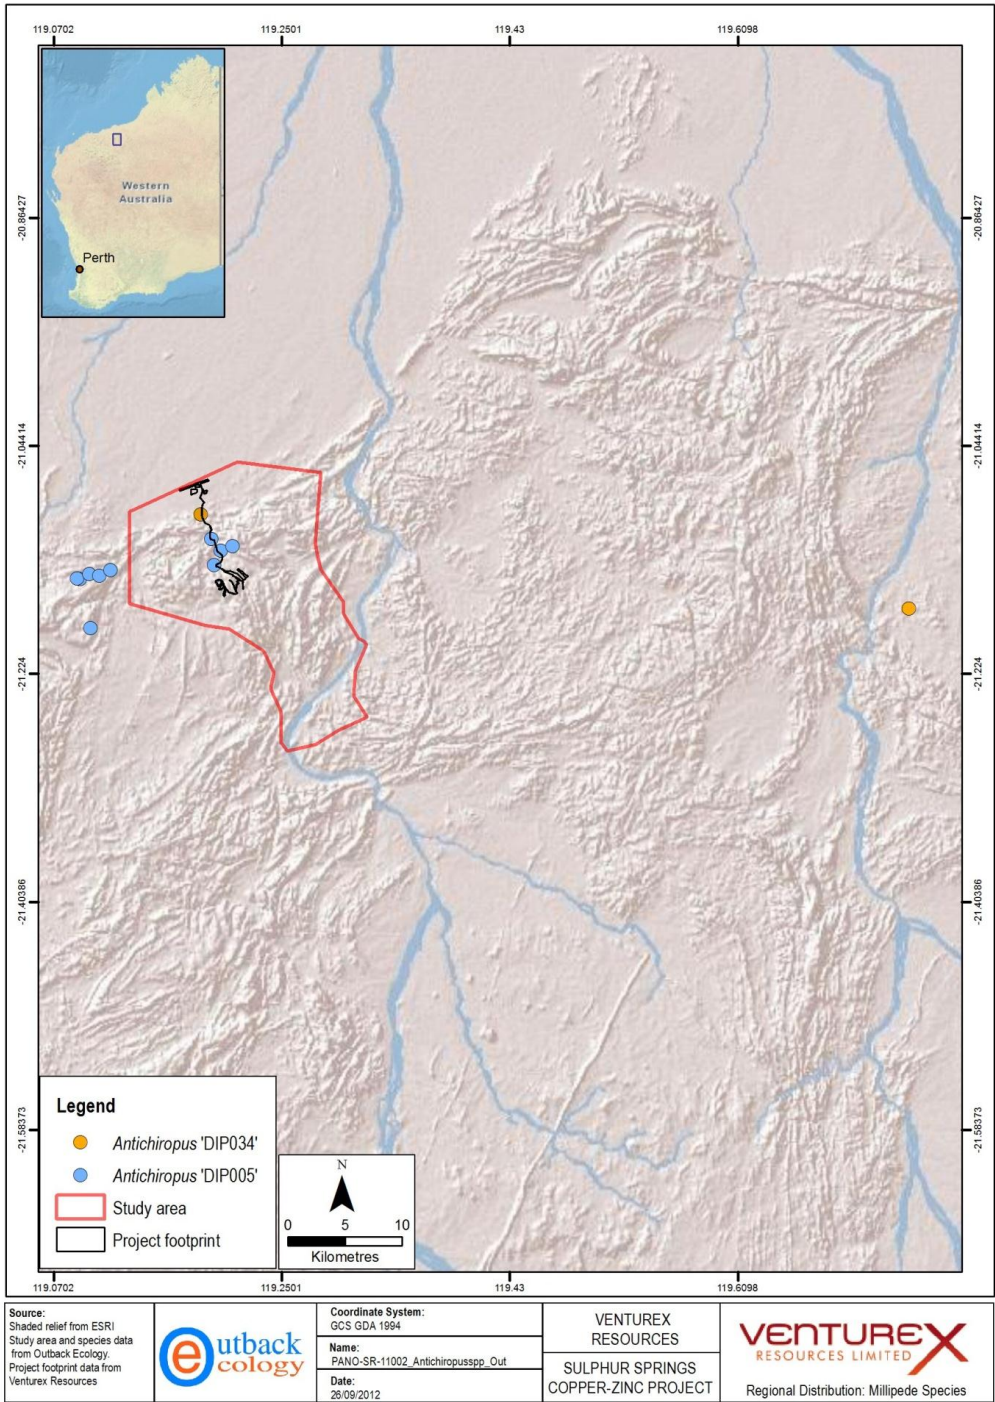 119.0702
119.2501
119.43
119.6098
Western
Australia
Perth
-20.86427
-20.86427
-21.04414
-21.04414
-21.224
-21.224
-21.40386
-21.40386
-21.58373
-21.58373
Legend
Antichiropus 'DIP034'
Antichiropus 'DIP005'
Study area
Project footprint
N
0 5 10
Kilometres
119.0702
119.2501
119.43
119.6098
Source:
Shaded relief from ESRI
Study area and species data
from Outback Ecology.
Project footprint data from
Venturex Resources
Outback
ecology
Coordinate System:
GCS GDA 1994
Name:
PANO-SR-11002_Antichiropusspp_Out
Date:
26/09/2012
VENTUREX
RESOURCES
SULPHUR SPRINGS
COPPER-ZINC PROJECT
VENTUREX
RESOURCES LIMITED
Regional Distribution: Millipede Species